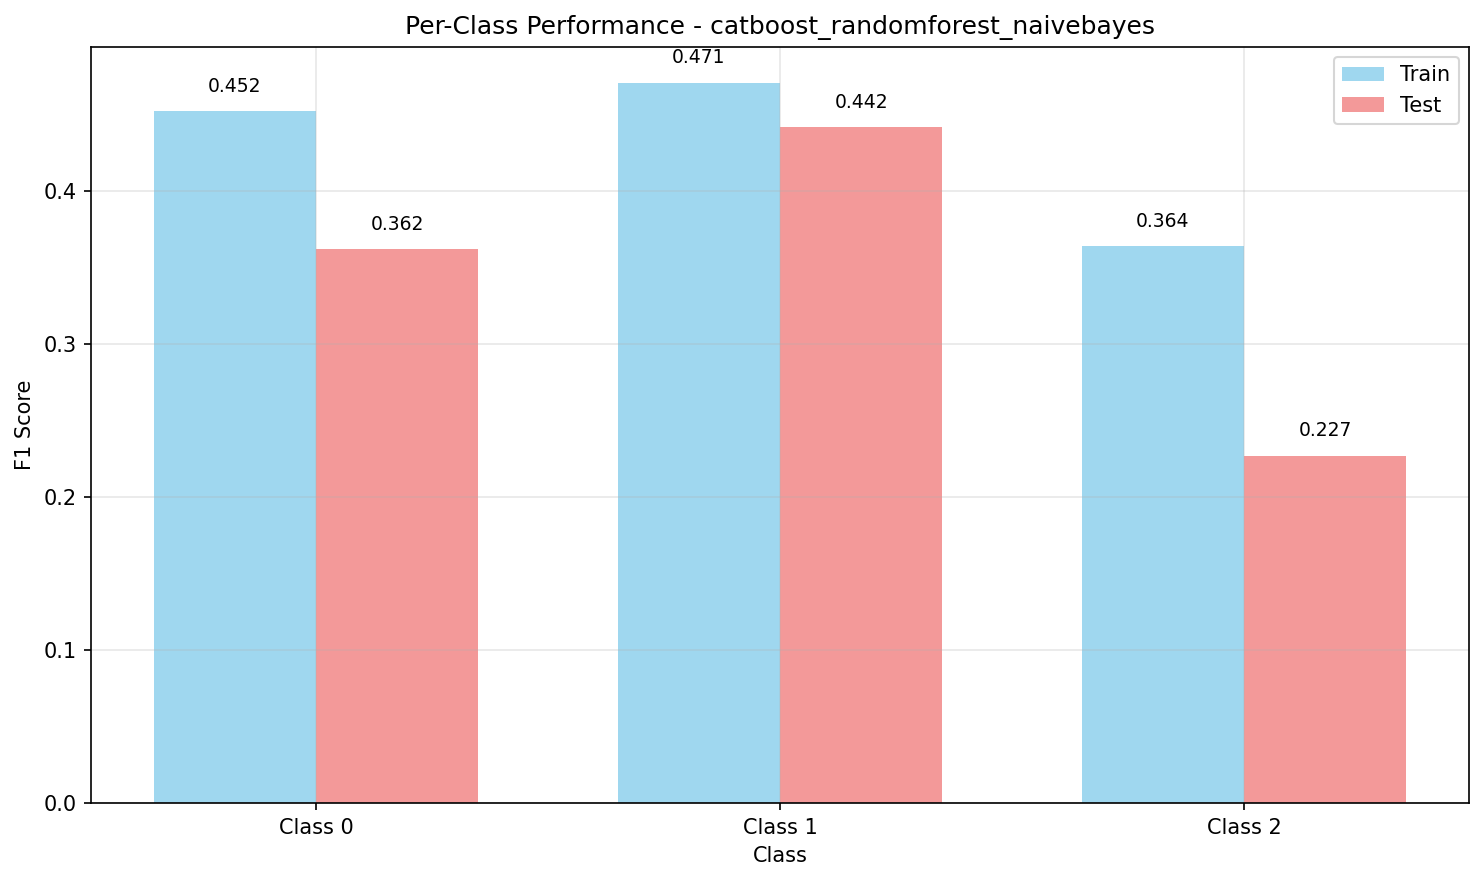 Per-Class Performance - catboost_randomforest_naivebayes
0.471
Train
0.452
Test
0.442
0.4
0.362
0.364
0.3
0.227
0.2
0.1
0.0
F1 Score
Class 0
Class 1
Class 2
Class